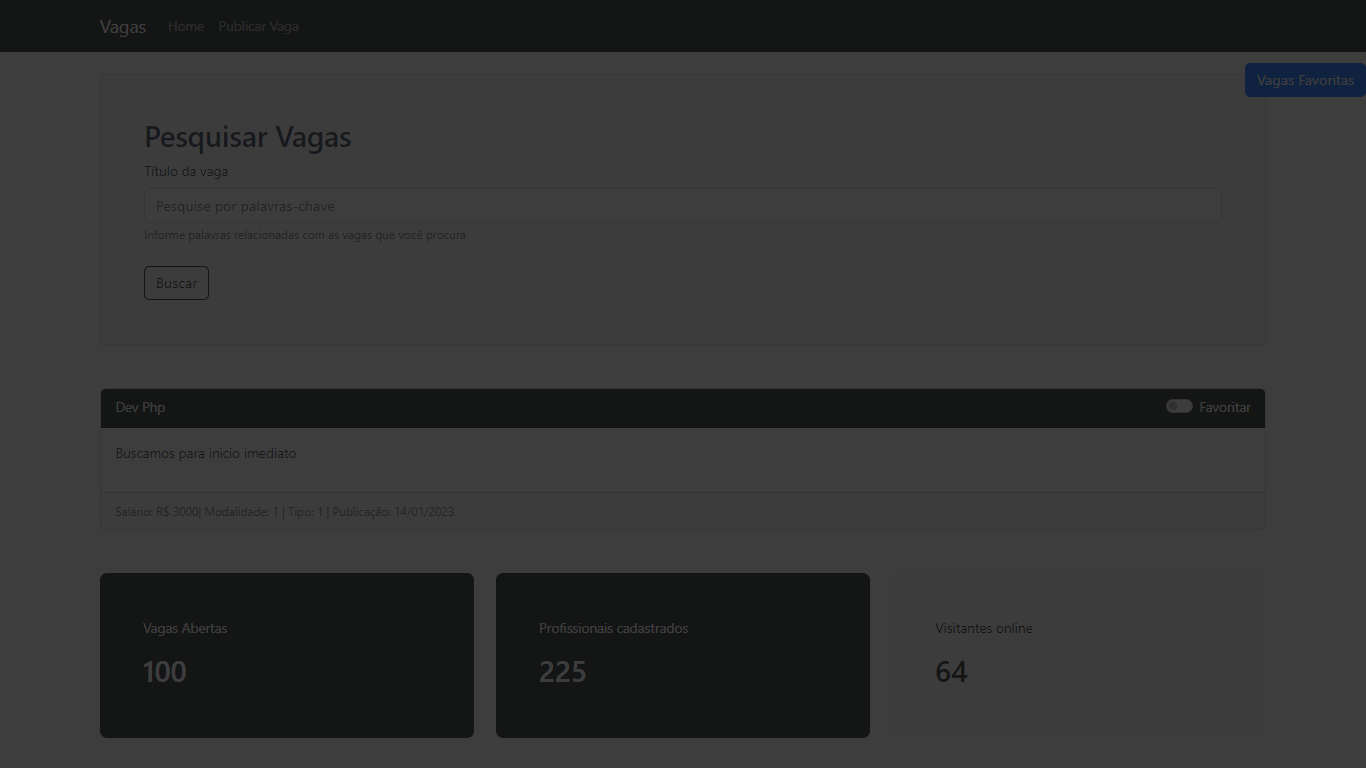 Vagas Home Publicar Vaga
Vagas Favoritas
Pesquisar Vagas
Título da vaga
Pesquise por palavras-chave
Informe palavras relacionadas com as vagas que você procura
Buscar
Dev Php Favoritar
Buscamos para inicio imediato
Salário: R$ 3000| Modalidade: 1 | Tipo: 1 | Publicação: 14/01/2023
Vagas Abertas
100
Profissionais cadastrados
225
Visitantes online
64